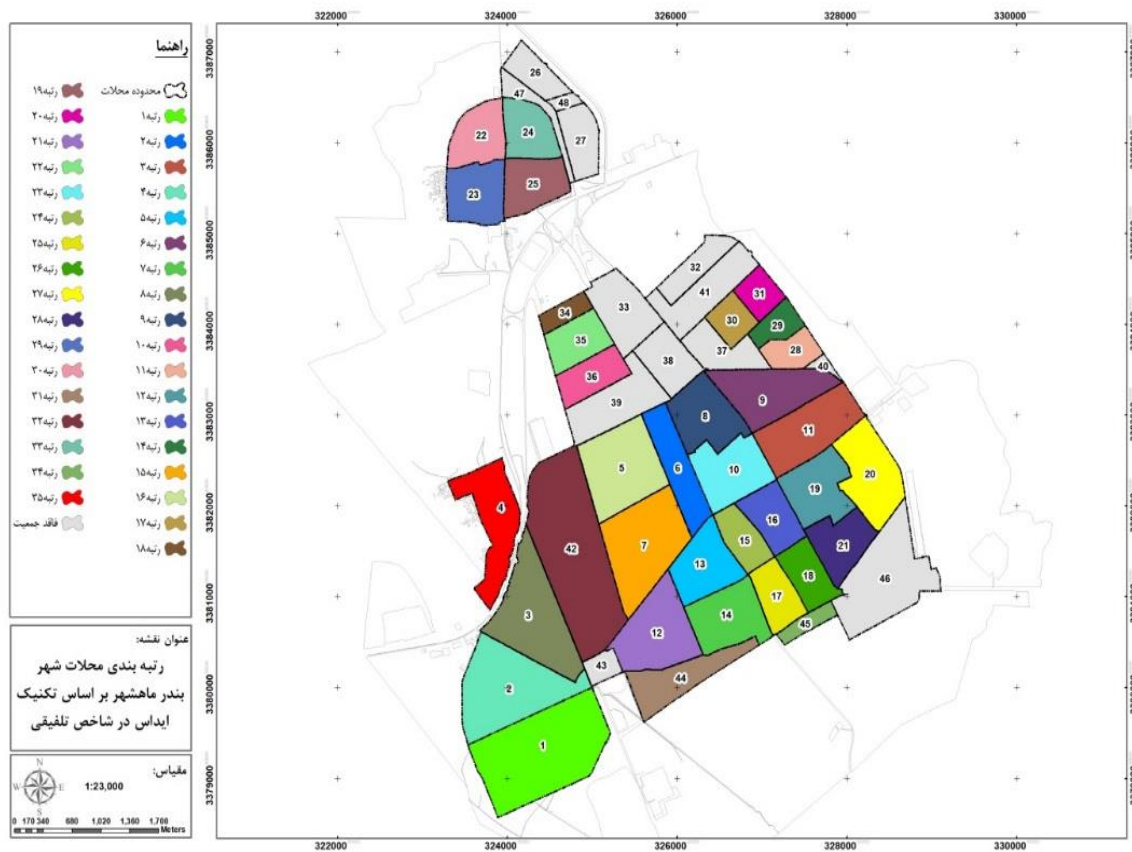 راهنما
محدوده محلات
رتبه۱
رتبه۲
رتبه۳
رتبه۴
رتبه۵
رتبه۶
رتبه۷
رتبه۸
رتبه۹
رتبه۱۰
رتبه۱۱
رتبه۱۲
رتبه۱۳
رتبه۱۴
رتبه۱۵
رتبه۱۶
رتبه۱۷
رتبه۱۸
رتبه۱۹
رتبه۲۰
رتبه۲۱
رتبه۲۲
رتبه۲۳
رتبه۲۴
رتبه۲۵
رتبه۲۶
رتبه۲۷
رتبه۲۸
رتبه۲۹
رتبه۳۰
رتبه۳۱
رتبه۳۲
رتبه۳۳
رتبه۳۴
رتبه۳۵
فاقد جمعیت
عنوان نقشه:
رتبه بندی محلات شهر
بندر ماهشهر بر اساس تکنیک
ایداس در شاخص تلفیقی
مقیاس:
N
W E
S
1:23,000
0 170 340 680 1,020 1,360 1,700
Meters
322000 324000 326000 328000 330000
3387000
3386000
3385000
3384000
3383000
3382000
3381000
3380000
3379000
26
47
48
22
24
27
23
25
32
41
33
31
34
30
29
35
37
28
38
36
40
39
9
8
11
5
6
10
20
4
19
16
42
7
15
21
13
46
18
3
17
14
45
12
43
44
2
1
322000 324000 326000 328000 330000